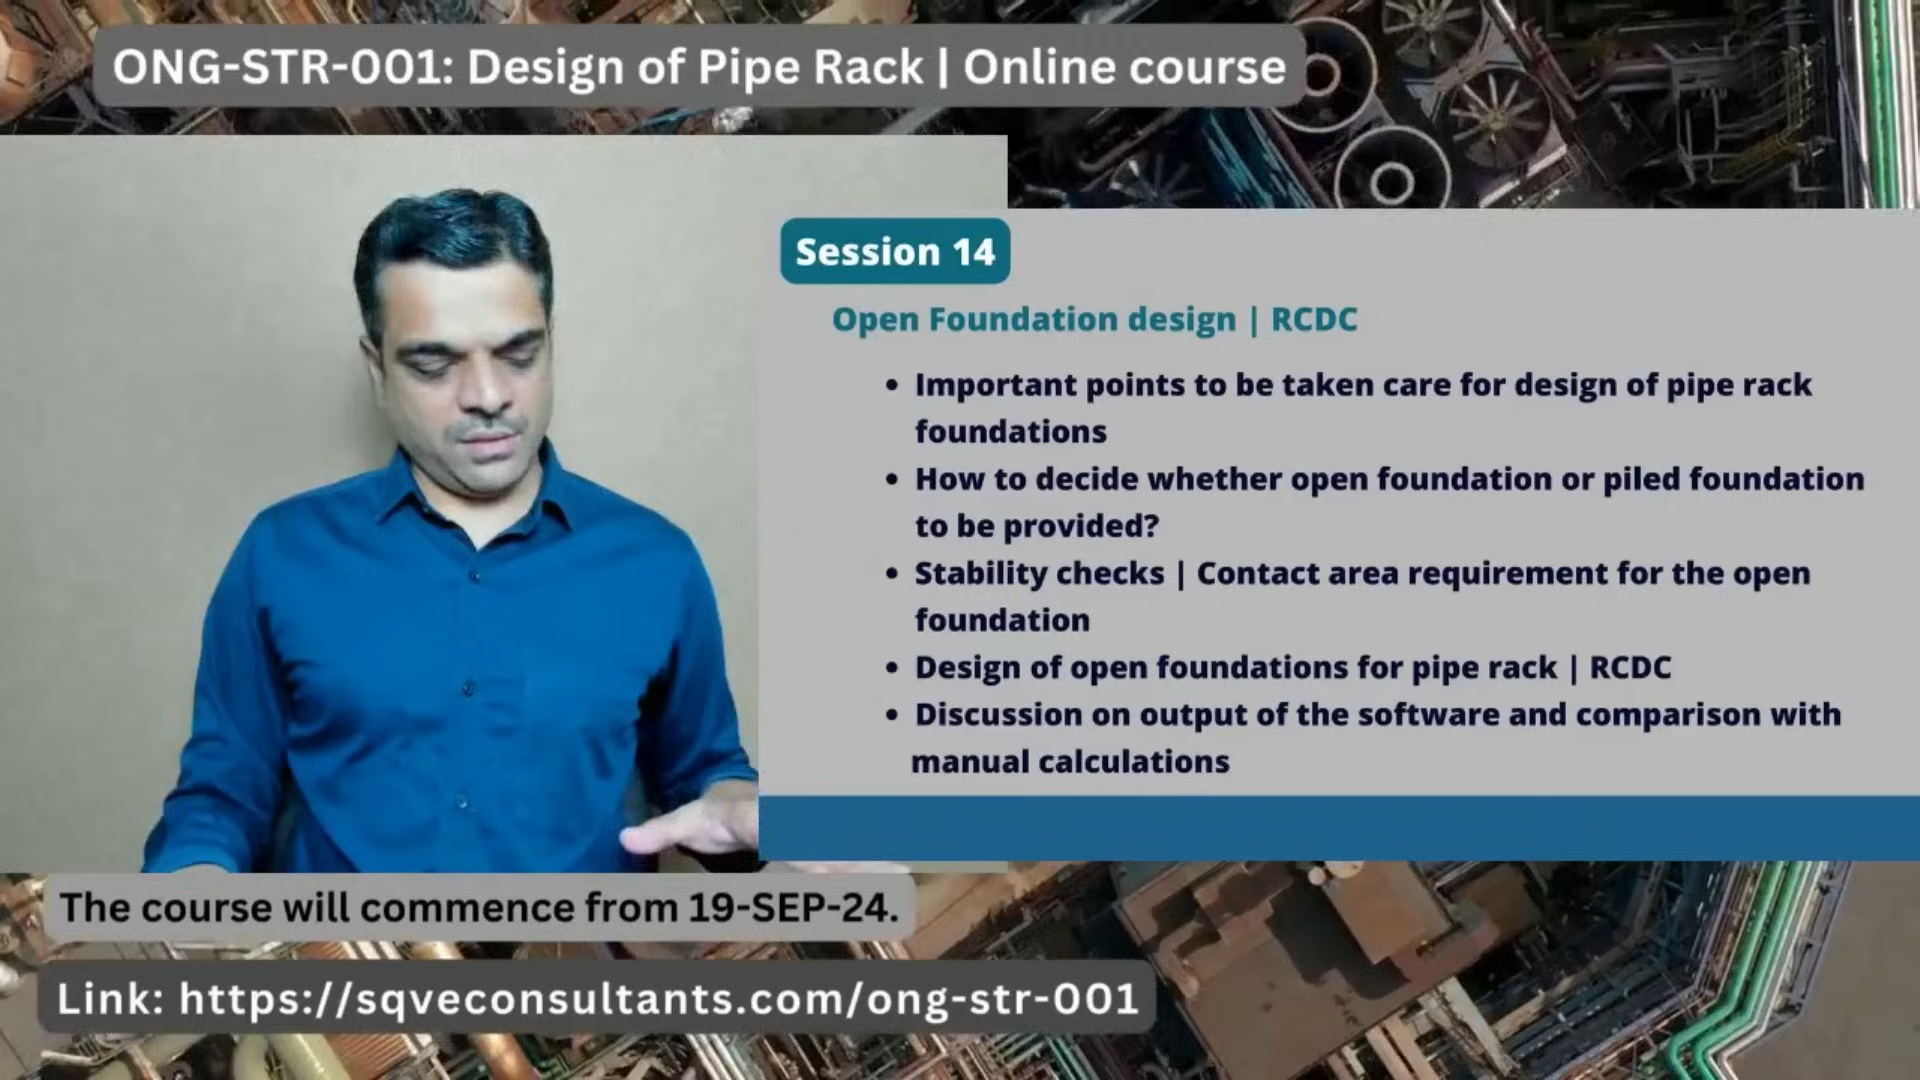 ONG-STR-001: Design of Pipe Rack | Online course
Session 14
Open Foundation design | RCDC
• Important points to be taken care for design of pipe rack
foundations
• How to decide whether open foundation or piled foundation
to be provided?
• Stability checks | Contact area requirement for the open
foundation
• Design of open foundations for pipe rack | RCDC
• Discussion on output of the software and comparison with
manual calculations
The course will commence from 19-SEP-24.
Link: https://sqveconsultants.com/ong-str-001